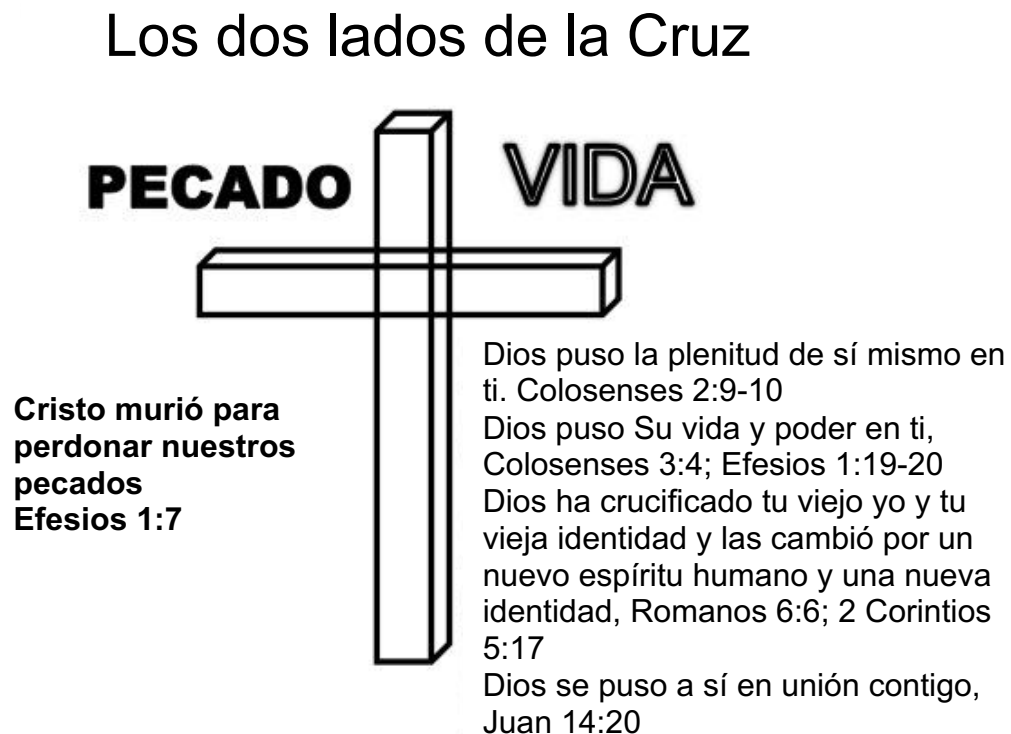 Los dos lados de la Cruz
PECADO
VIDA
Cristo murió para
perdonar nuestros
pecados
Efesios 1:7
Dios puso la plenitud de sí mismo en
ti. Colosenses 2:9-10
Dios puso Su vida y poder en ti,
Colosenses 3:4; Efesios 1:19-20
Dios ha crucificado tu viejo yo y tu
vieja identidad y las cambió por un
nuevo espíritu humano y una nueva
identidad, Romanos 6:6; 2 Corintios
5:17
Dios se puso a sí en unión contigo,
Juan 14:20